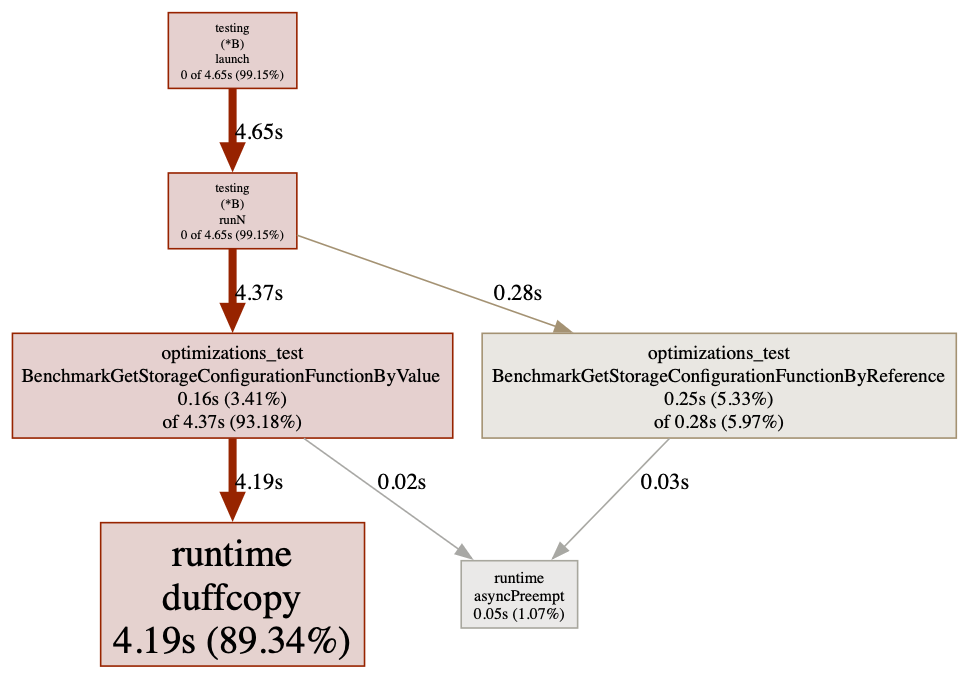 testing
(*B)
launch
0 of 4.65s (99.15%)
4.65s
testing
(*B)
runN
0 of 4.65s (99.15%)
4.37s
0.28s
optimizations_test
BenchmarkGetStorageConfigurationFunctionByValue
0.16s (3.41%)
of 4.37s (93.18%)
optimizations_test
BenchmarkGetStorageConfigurationFunctionByReference
0.25s (5.33%)
of 0.28s (5.97%)
4.19s
0.02s
0.03s
runtime
duffcopy
4.19s (89.34%)
runtime
asyncPreempt
0.05s (1.07%)